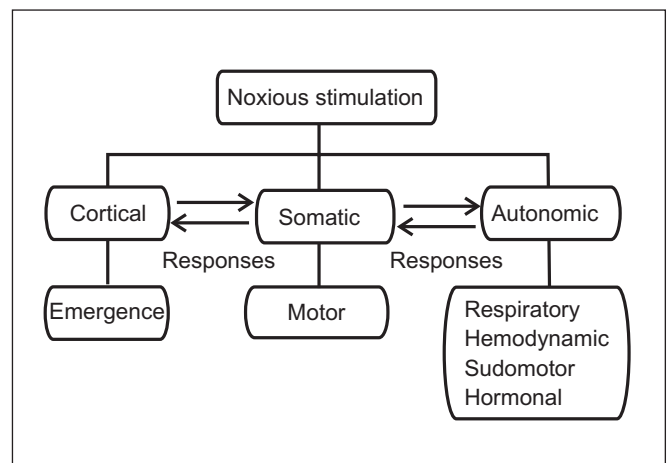 Noxious stimulation
Cortical
Somatic
Autonomic
Responses
Responses
Emergence
Motor
Respiratory
Hemodynamic
Sudomotor
Hormonal